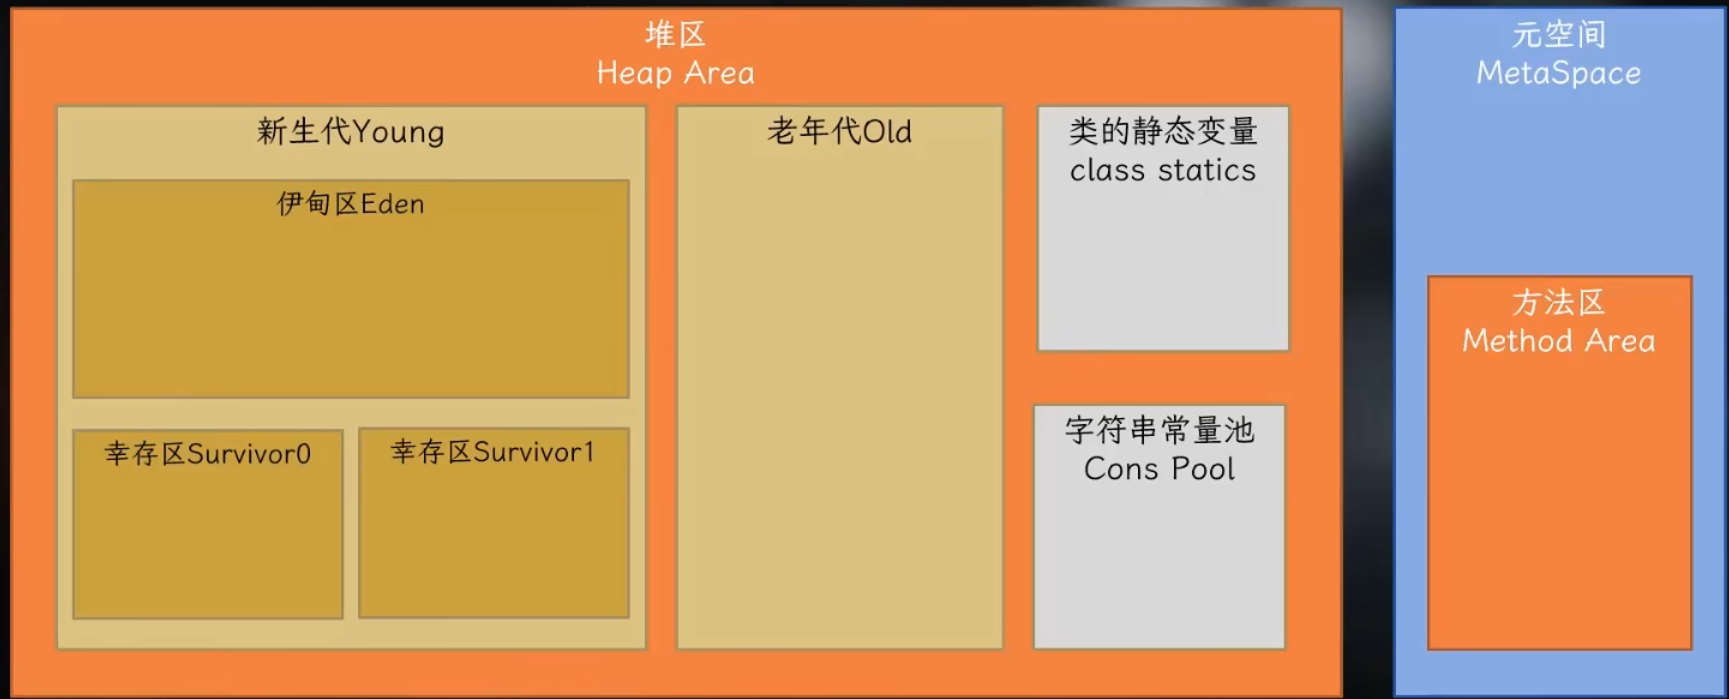 堆区
Heap Area
新生代Young
伊甸区Eden
幸存区Survivor0
幸存区Survivor1
老年代Old
类的静态变量
class statics
字符串常量池
Cons Pool
元空间
MetaSpace
方法区
Method Area